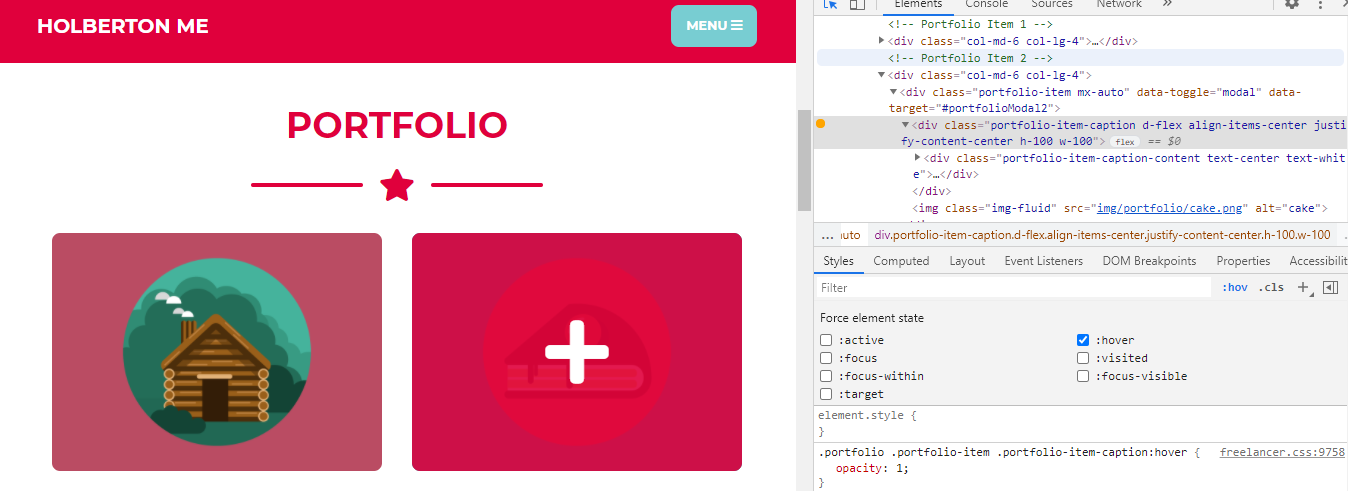 HOLBERTON ME
MENU
PORTFOLIO
Elements Console Sources Network »
<!-- Portfolio Item 1 -->
<div class="col-md-6 col-lg-4">…</div>
<!-- Portfolio Item 2 -->
<div class="col-md-6 col-lg-4">
<div class="portfolio-item mx-auto" data-toggle="modal" data-
target="#portfolioModal2">
<div class="portfolio-item-caption d-flex align-items-center justi
fy-content-center h-100 w-100"> flex == $0
<div class="portfolio-item-caption-content text-center text-whit
e">…</div>
</div>
<img class="img-fluid" src="img/portfolio/cake.png" alt="cake">
... auto div.portfolio-item-caption.d-flex.align-items-center.justify-content-center.h-100.w-100
Styles Computed Layout Event Listeners DOM Breakpoints Properties Accessibilit
Filter :hov .cls +
Force element state
:active :hover
:focus :visited
:focus-within :focus-visible
:target
element.style {
}
.portfolio .portfolio-item .portfolio-item-caption:hover { freelancer.css:9758
opacity: 1;
}